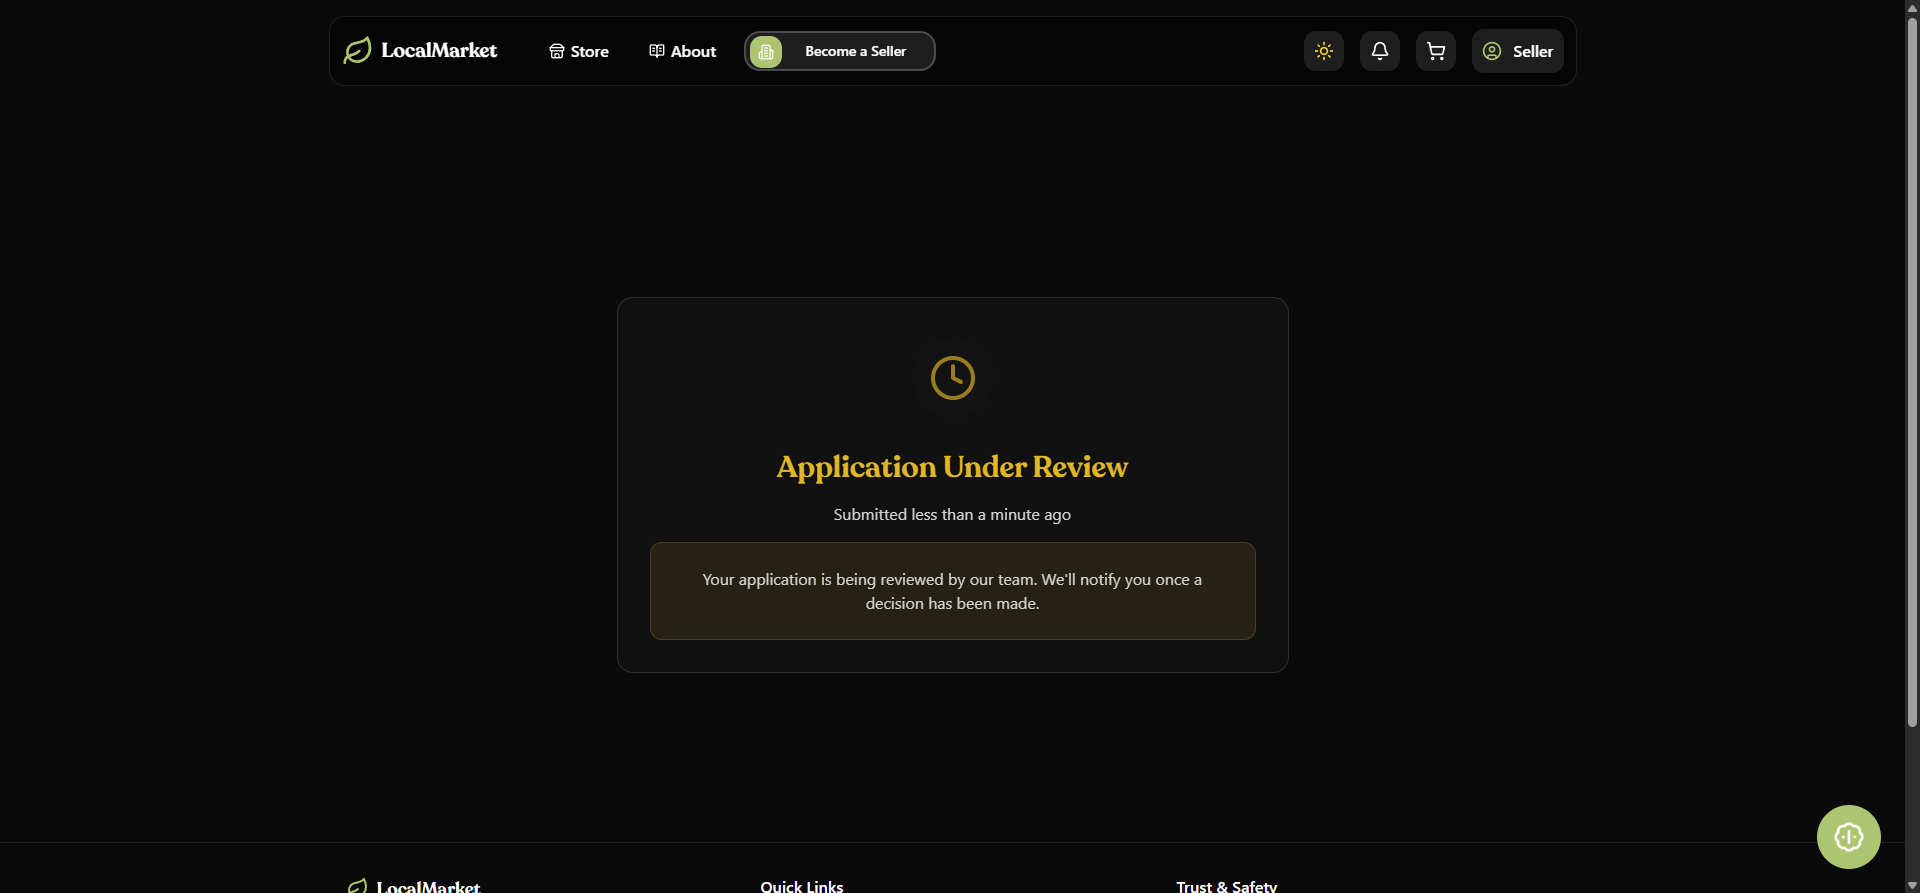 LocalMarket
Store
About
Become a Seller
Seller
Application Under Review
Submitted less than a minute ago
Your application is being reviewed by our team. We'll notify you once a
decision has been made.
LocalMarket
Quick Links
Trust & Safety